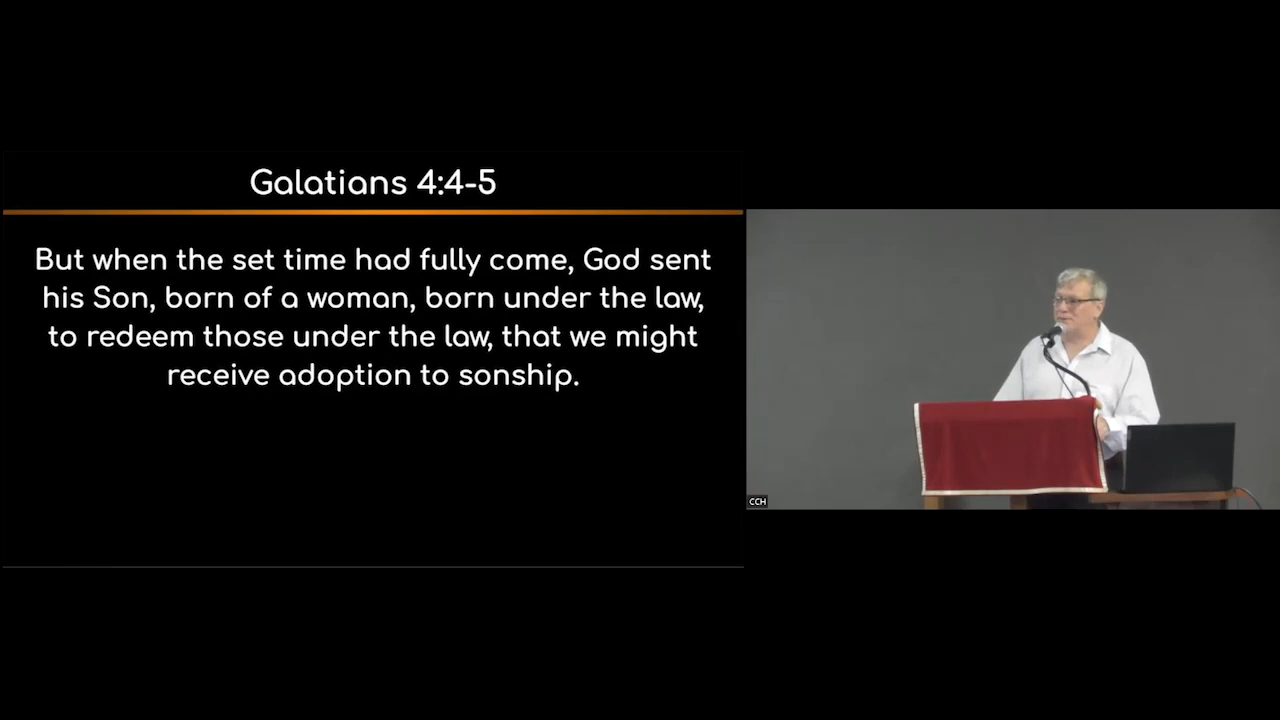 Galatians 4:4-5
But when the set time had fully come, God sent
his Son, born of a woman, born under the law,
to redeem those under the law, that we might
receive adoption to sonship.
CCH